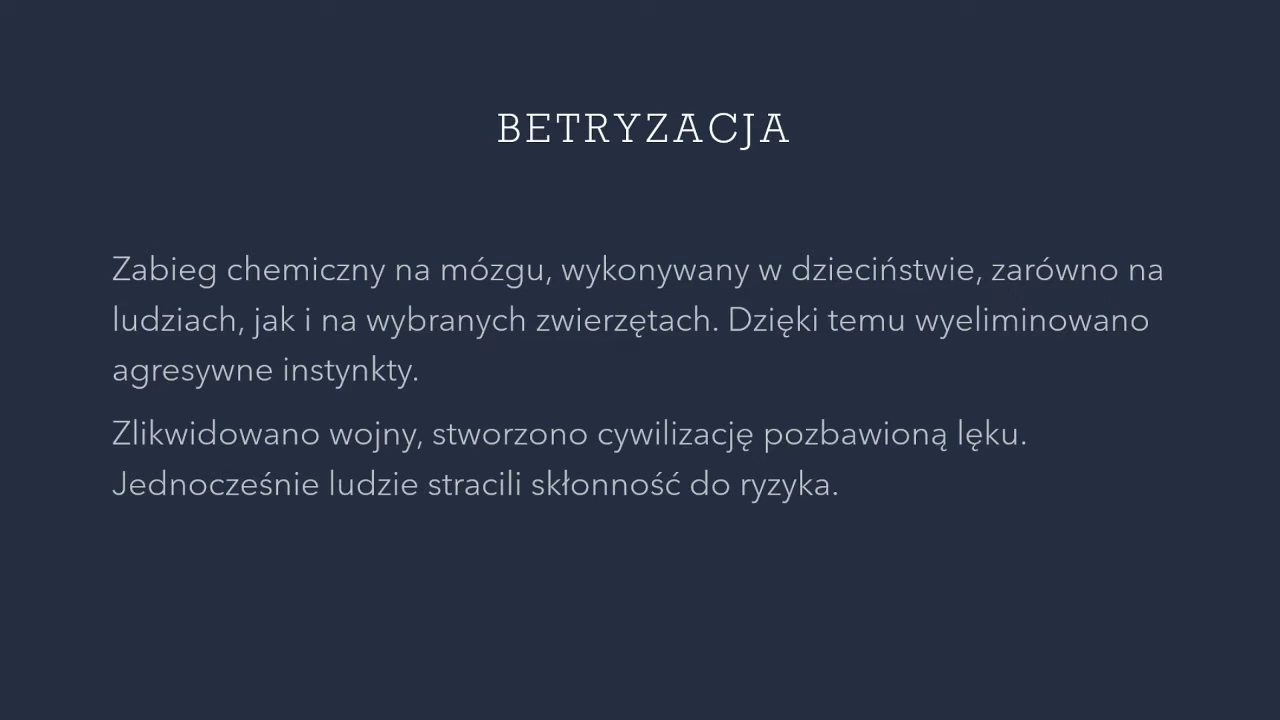 BETRYZACJA
Zabieg chemiczny na mózgu, wykonywany w dzieciństwie, zarówno na
ludziach, jak i na wybranych zwierzętach. Dzięki temu wyeliminowano
agresywne instynkty.
Zlikwidowano wojny, stworzono cywilizację pozbawioną lęku.
Jednocześnie ludzie stracili skłonność do ryzyka.